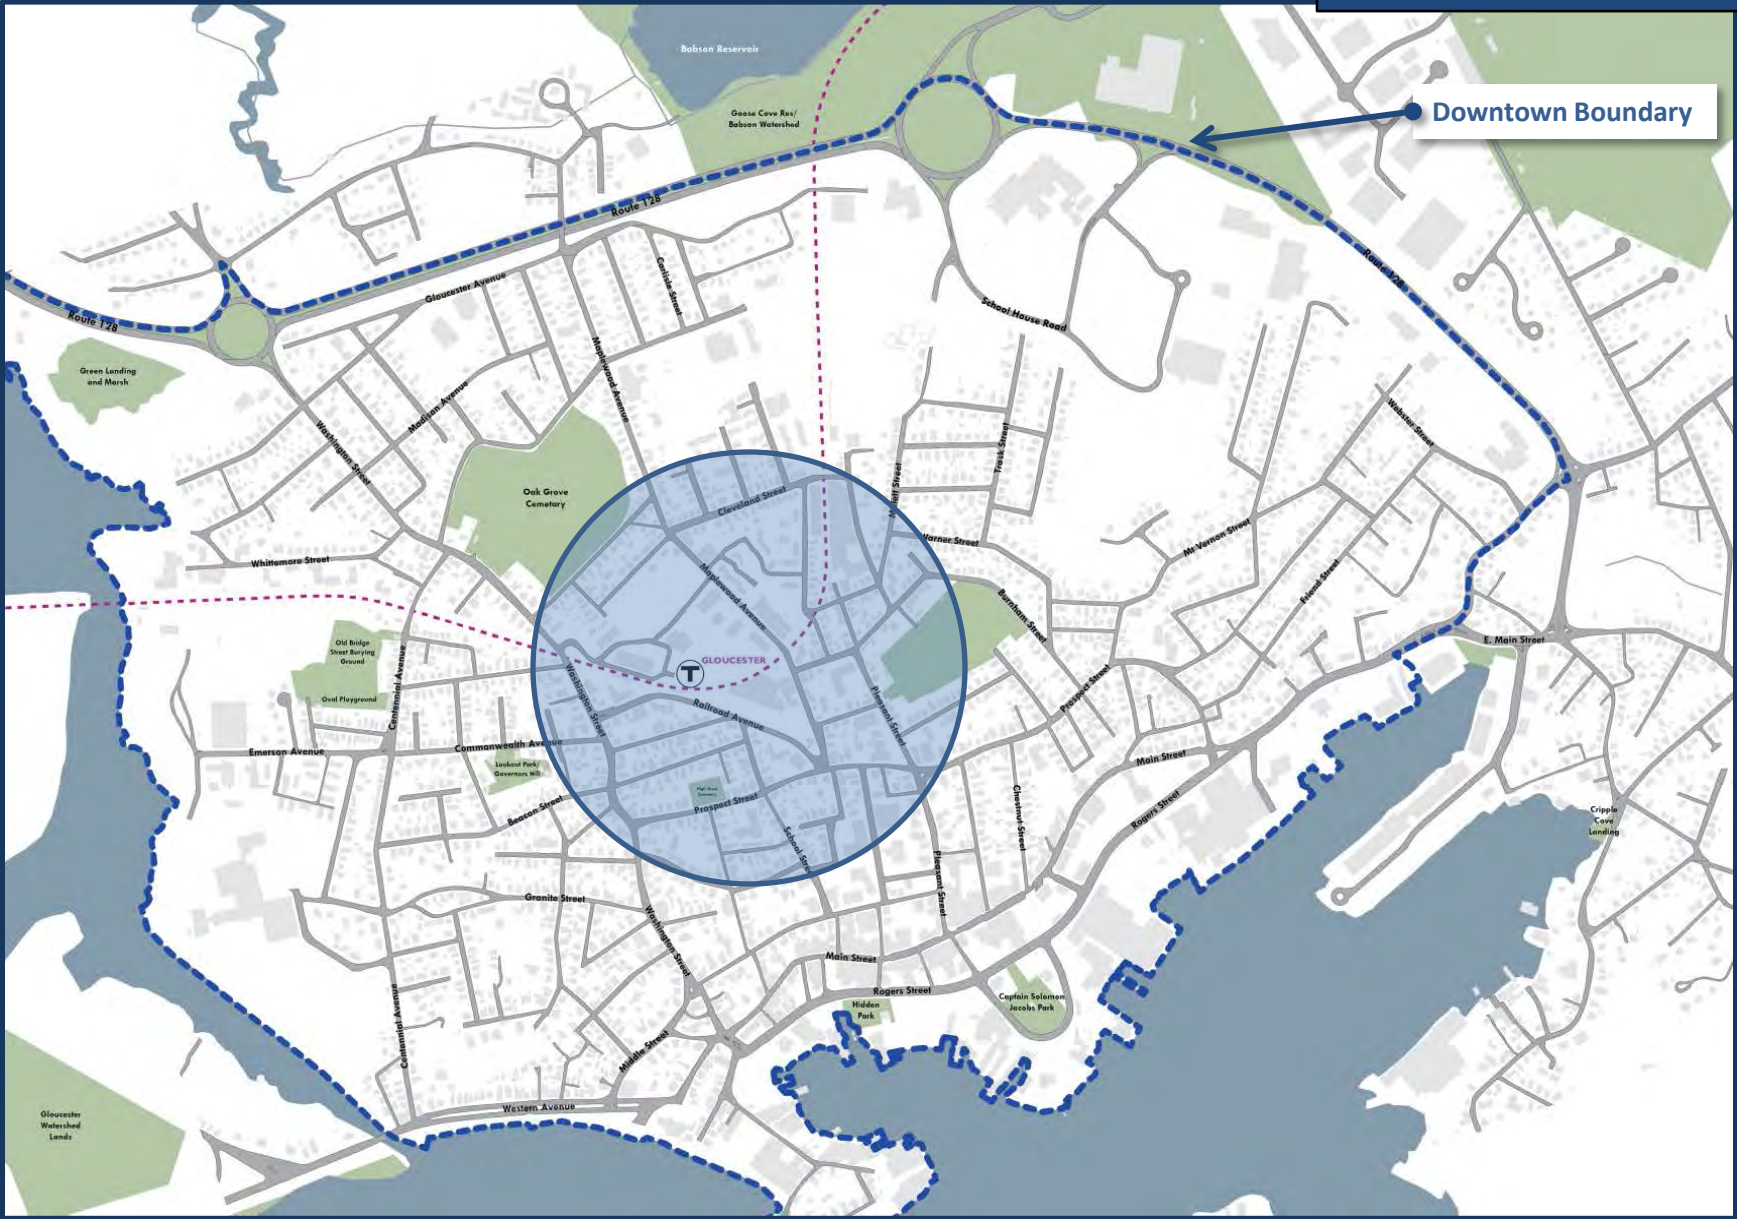 Babson Reservoir
Goose Cove Res/
Babson Watershed
Downtown Boundary
Route 128
Route 128
Route 128
Gloucester Avenue
Carlisle Street
School House Road
Green Landing
and Marsh
Maplewood Avenue
Madison Avenue
Washington Street
Webster Street
Trask Street
Oak Grove
Cemetary
Cleveland Street
Warner Street
Mt Vernon Street
Whittemore Street
Maplewood Avenue
Friend Street
Burnham Street
Old Bridge
Street Burying
Ground
E. Main Street
T
GLOUCESTER
Oval Playground
Centennial Avenue
Washington Street
Railroad Avenue
Pleasant Street
Prospect Street
Emerson Avenue
Commanwealth Avenue
Lookout Park/
Governors Hill
Main Street
High Street
Cemetery
Prospect Street
Beacon Street
Rogers Street
Chestnut Street
Cripple
Cove
Landing
School Street
Pleasant Street
Granite Street
Washington Street
Main Street
Rogers Street
Hidden
Park
Captain Solomon
Jacobs Park
Centennial Avenue
Middle Street
Western Avenue
Gloucester
Watershed
Lands